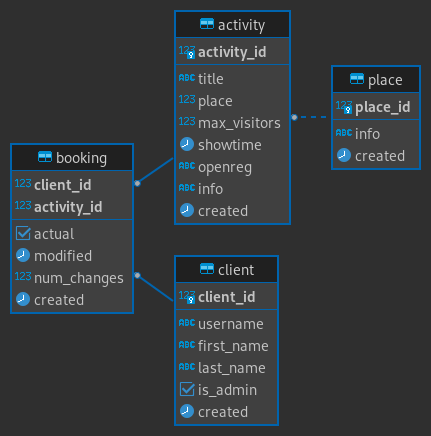 activity
123 activity_id
ABC title
123 place
123 max_visitors
showtime
ABC openreg
ABC info
created
place
123 place_id
ABC info
created
booking
123 client_id
123 activity_id
actual
modified
123 num_changes
created
client
123 client_id
ABC username
ABC first_name
ABC last_name
is_admin
created